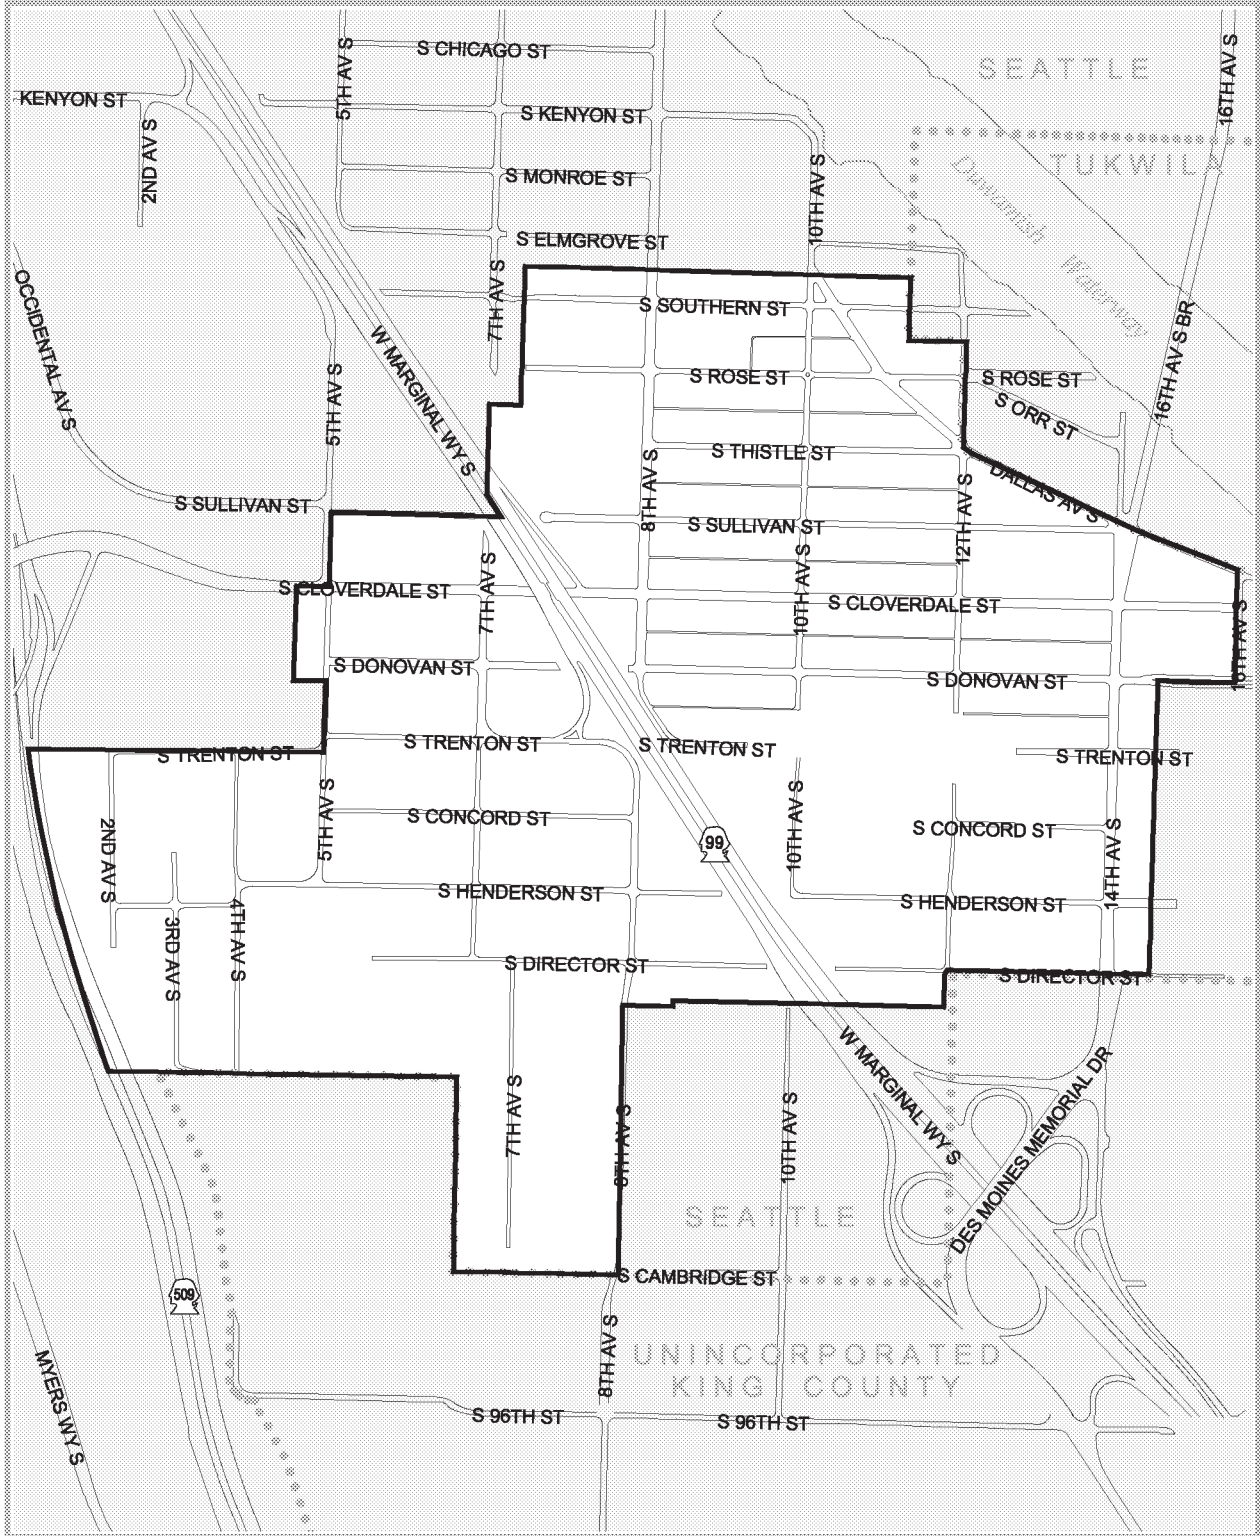 S CHICAGO ST
5TH AV S
16TH AV S
SEATTLE
KENYON ST
S KENYON ST
2ND AV S
TUKWILA
S MONROE ST
10TH AV S
Duwamish
S ELMGROVE ST
Waterway
7TH AV S
OCCIDENTAL AV S
S SOUTHERN ST
W MARGINAL WY S
16TH AV S BR
5TH AV S
S ROSE ST
S ROSE ST
S ORR ST
S THISTLE ST
8TH AV S
DALLAS AV S
12TH AV S
S SULLIVAN ST
S SULLIVAN ST
7TH AV S
10TH AV S
S CLOVERDALE ST
S CLOVERDALE ST
16TH AV S
S DONOVAN ST
S DONOVAN ST
S TRENTON ST
S TRENTON ST
S TRENTON ST
S TRENTON ST
5TH AV S
10TH AV S
S CONCORD ST
S CONCORD ST
2ND AV S
99
14TH AV S
S HENDERSON ST
S HENDERSON ST
4TH AV S
3RD AV S
S DIRECTOR ST
S DIRECTOR ST
W MARGINAL WY S
7TH AV S
8TH AV S
10TH AV S
DES MOINES MEMORIAL DR
SEATTLE
S CAMBRIDGE ST
509
8TH AV S
UNINCORPORATED
KING COUNTY
MYERS WY S
S 96TH ST
S 96TH ST